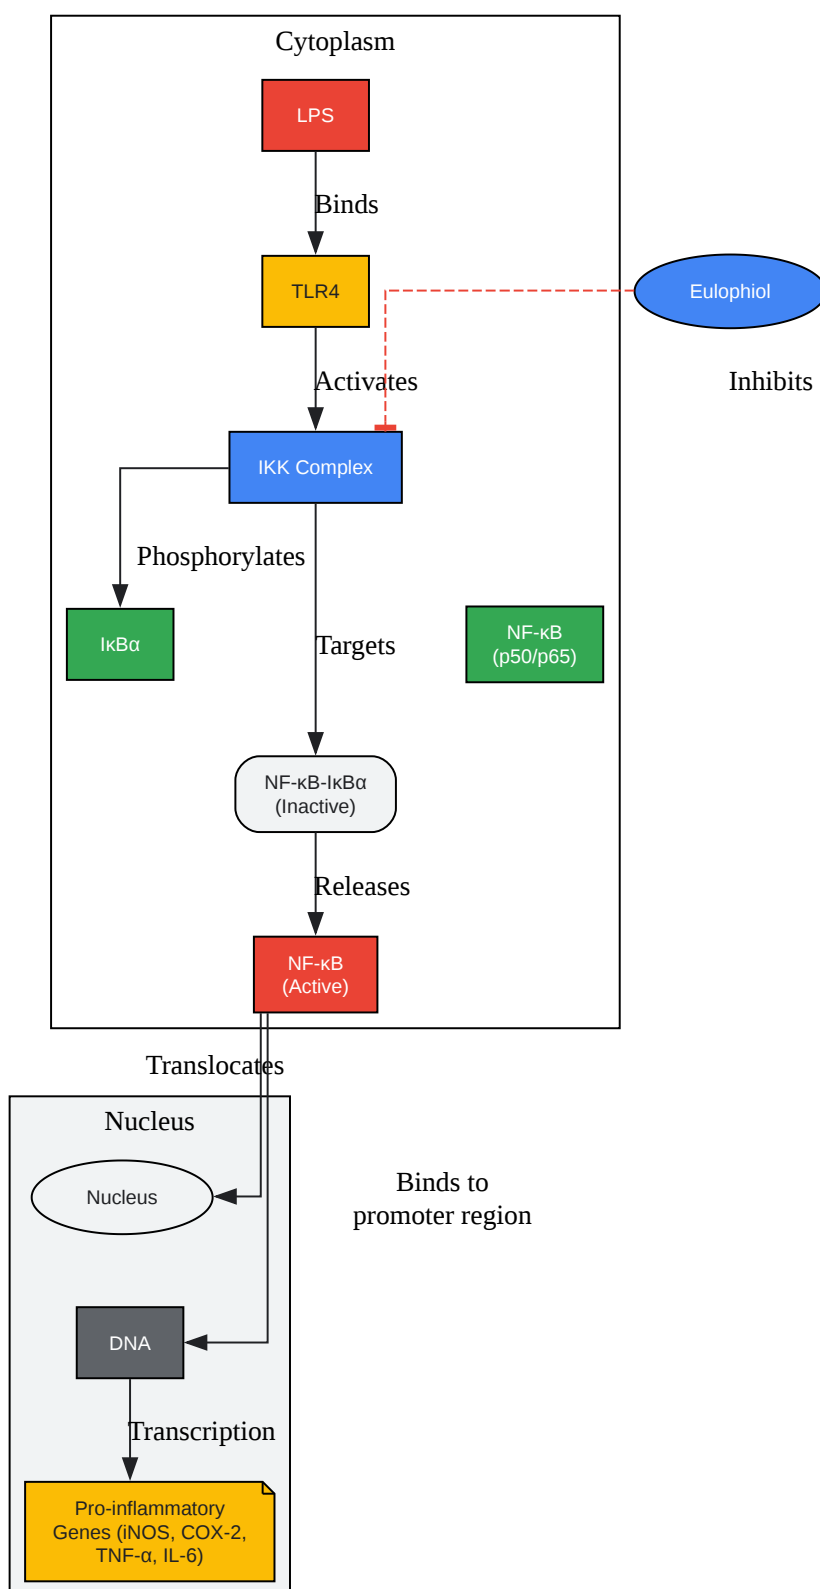 Cytoplasm
LPS
Binds
TLR4
Eulophiol
Activates
Inhibits
IKK Complex
Phosphorylates
IκBα
Targets
NF-κB
(p50/p65)
NF-κB-IκBα
(Inactive)
Releases
NF-κB
(Active)
Translocates
Nucleus
Nucleus
Binds to
promoter region
DNA
Transcription
Pro-inflammatory
Genes (iNOS, COX-2,
TNF-α, IL-6)